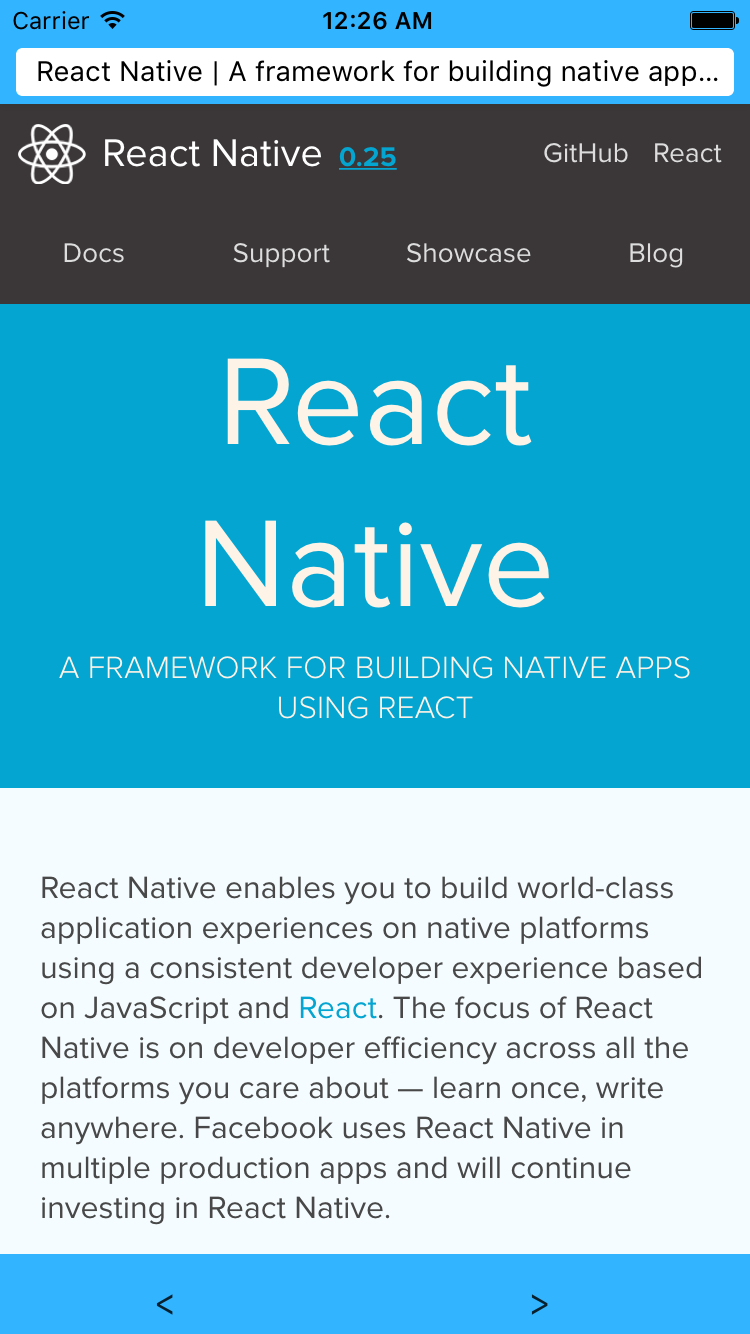 Carrier 12:26 AM
React Native | A framework for building native app...
React Native 0.25 GitHub React
Docs Support Showcase Blog
React
Native
A FRAMEWORK FOR BUILDING NATIVE APPS
USING REACT
React Native enables you to build world-class
application experiences on native platforms
using a consistent developer experience based
on JavaScript and React. The focus of React
Native is on developer efficiency across all the
platforms you care about — learn once, write
anywhere. Facebook uses React Native in
multiple production apps and will continue
investing in React Native.
< >